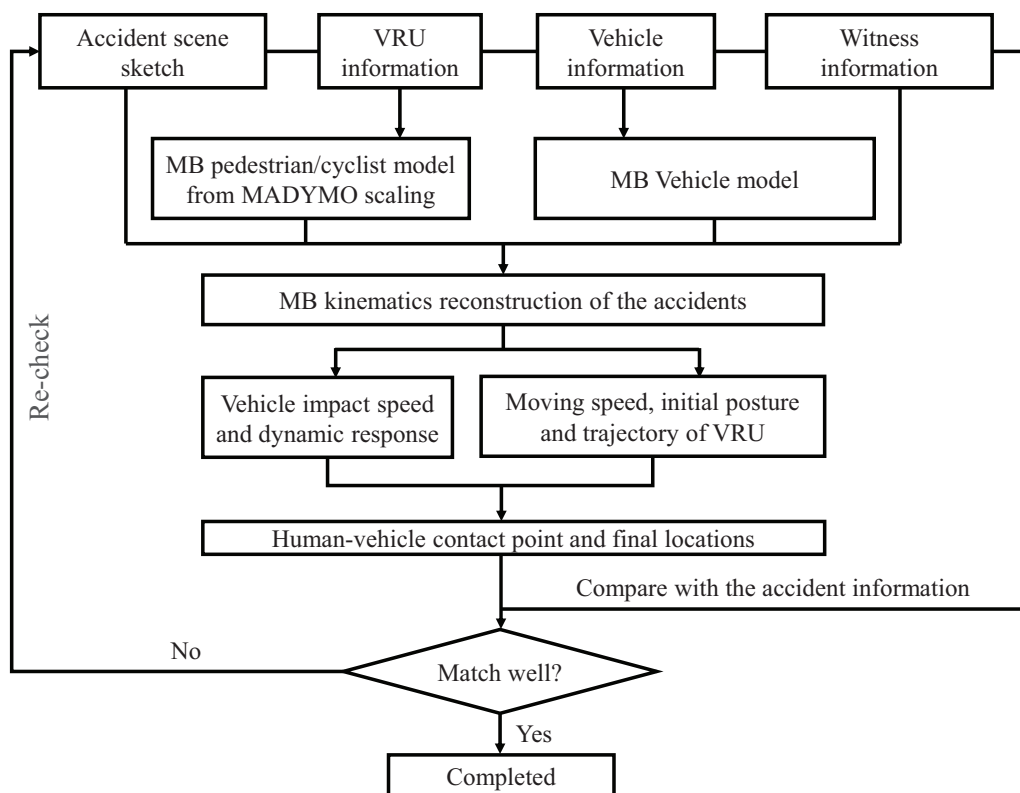 Accident scene
sketch
VRU
information
Vehicle
information
Witness
information
MB pedestrian/cyclist model
from MADYMO scaling
MB Vehicle model
MB kinematics reconstruction of the accidents
Re-check
Vehicle impact speed
and dynamic response
Moving speed, initial posture
and trajectory of VRU
Human-vehicle contact point and final locations
Compare with the accident information
No
Match well?
Yes
Completed